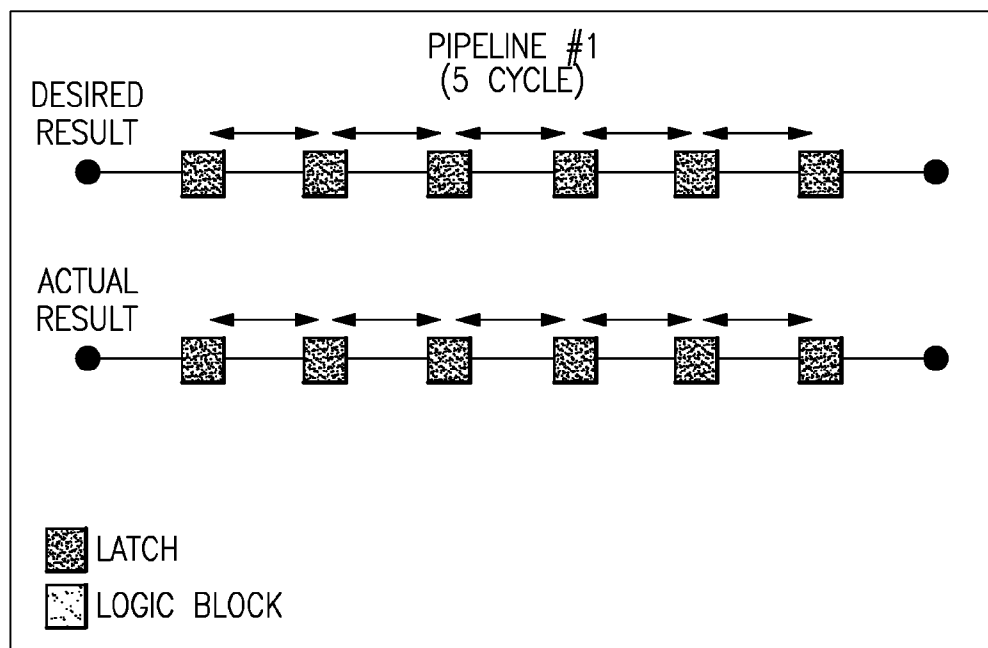 PIPELINE #1
(5 CYCLE)
DESIRED
RESULT
ACTUAL
RESULT
LATCH
LOGIC BLOCK